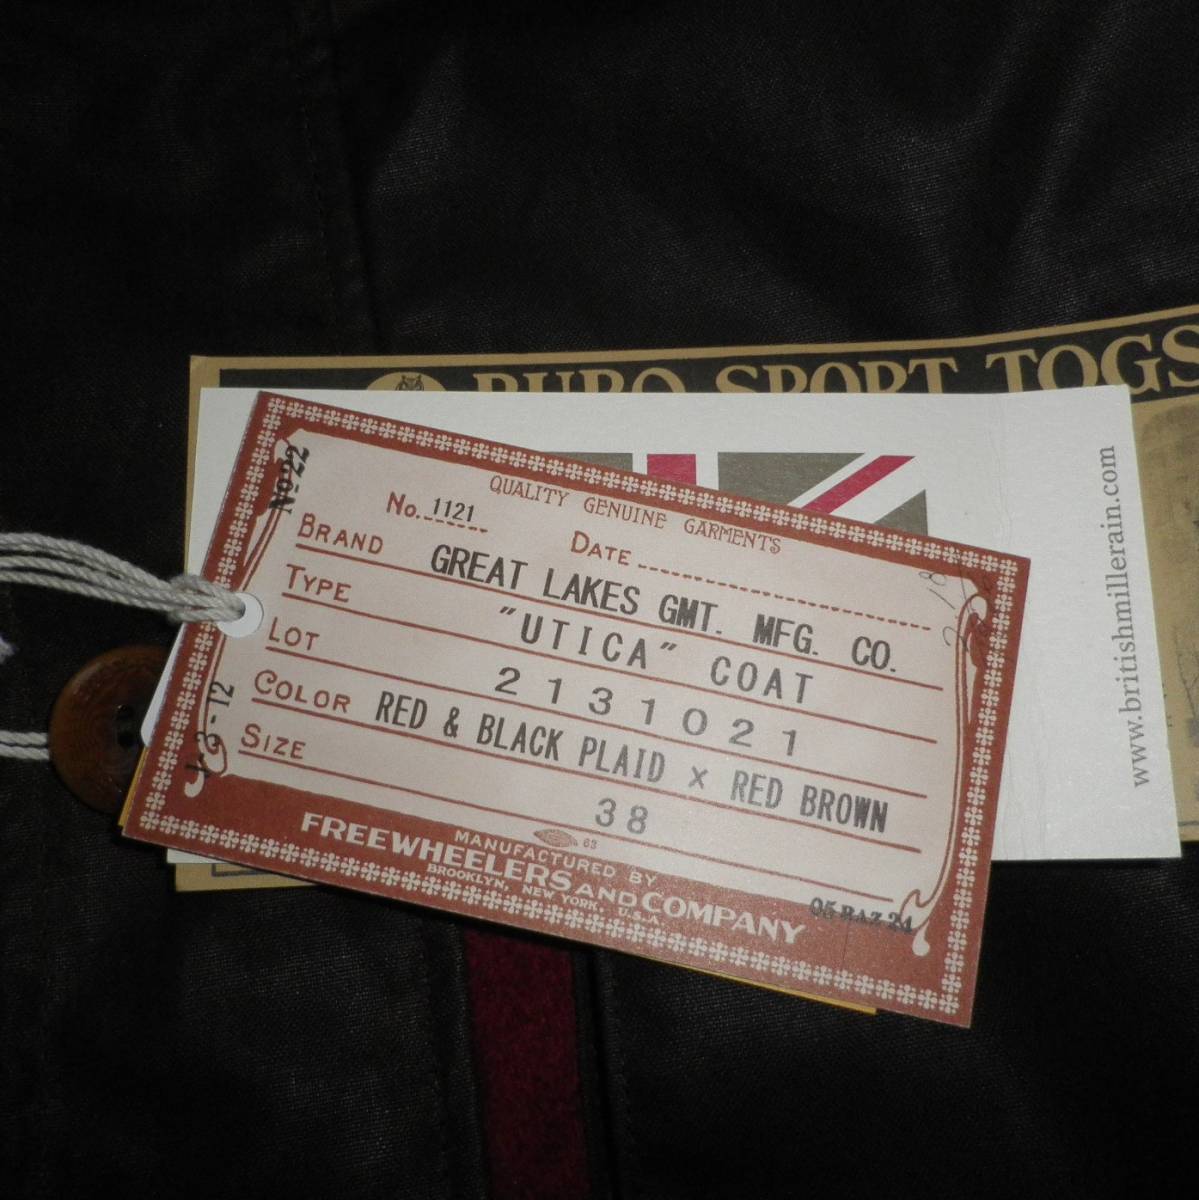 SPORT TOGS
www.britishmillerain.com
QUALITY GENUINE GARMENTS
No. 1121
DATE
BRAND GREAT LAKES GMT. MFG. CO.
TYPE "UTICA" COAT
LOT 2131021
COLOR RED & BLACK PLAID × RED BROWN
SIZE 38
MANUFACTURED BY 63
FREEWHEELERS AND COMPANY
BROOKLYN, NEW YORK, U.S.A
No 22